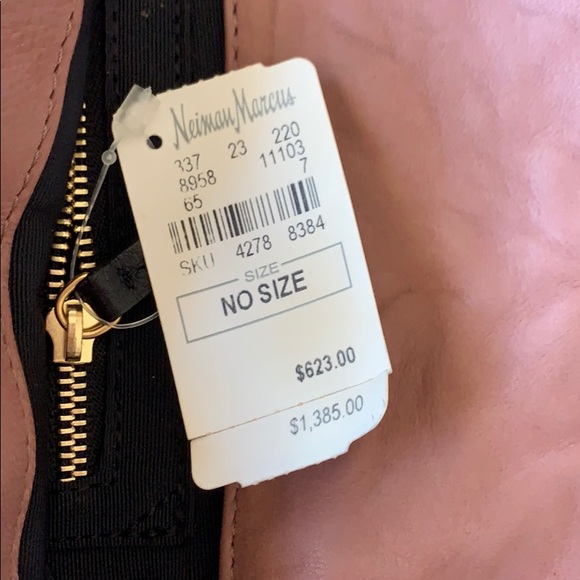 Neiman Marcus
337 23 220
8958 11103
65 7
SKU 4278 8384
SIZE
NO SIZE
$623.00
$1,385.00